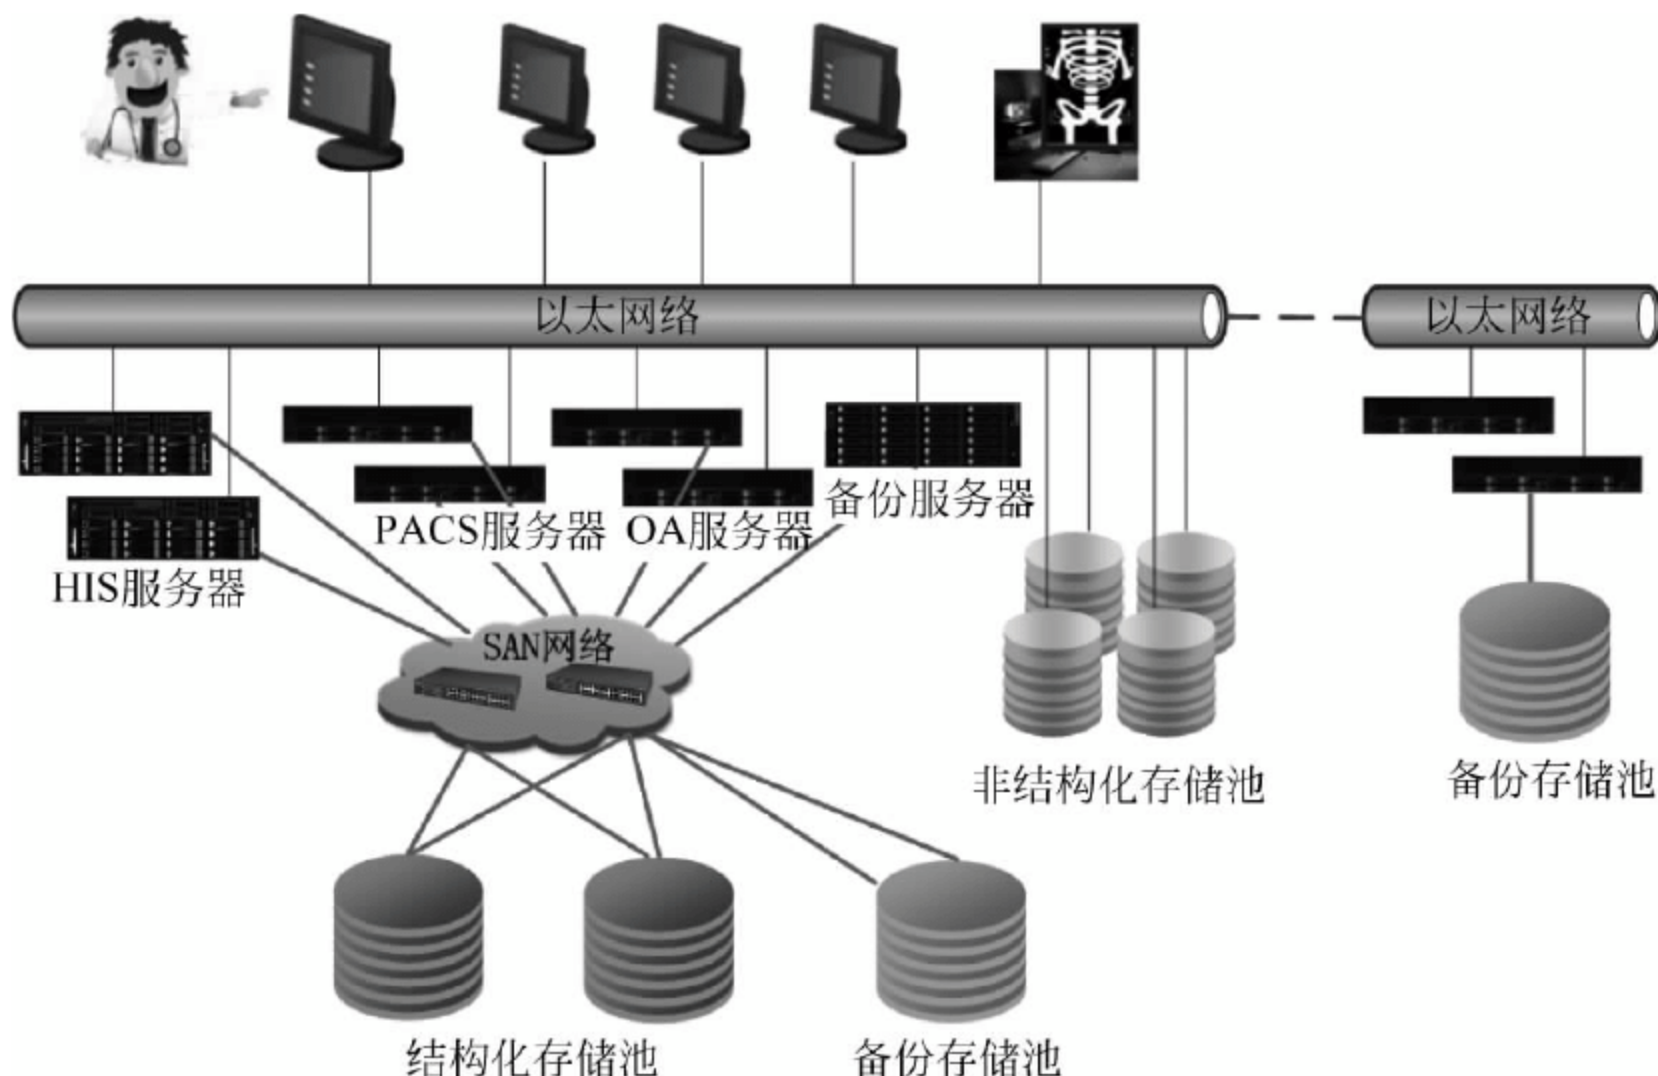 以太网络
以太网络
备份服务器
PACS服务器
OA服务器
HIS服务器
SAN网络
非结构化存储池
备份存储池
结构化存储池
备份存储池